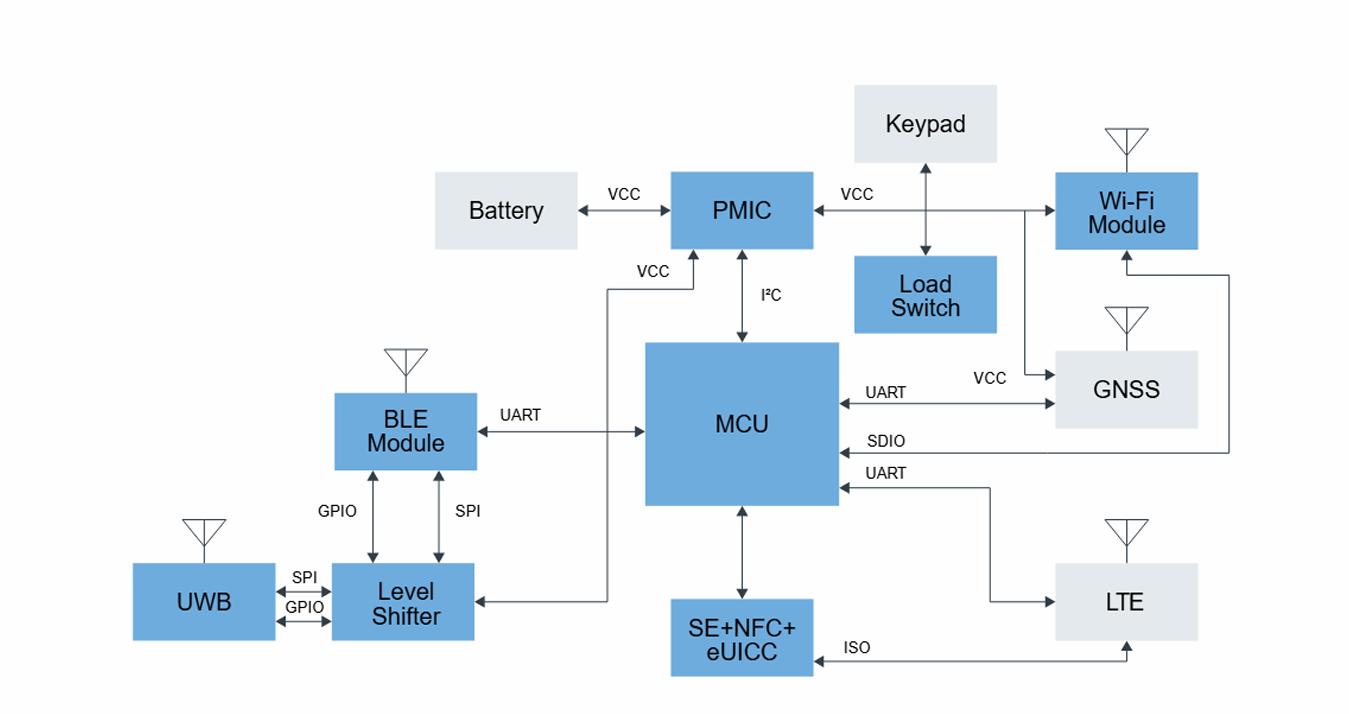 Keypad
Battery
VCC
PMIC
VCC
Wi-Fi
Module
VCC
I²C
Load
Switch
GNSS
VCC
UART
BLE
Module
UART
MCU
SDIO
UART
GPIO
SPI
UWB
SPI
GPIO
Level
Shifter
LTE
SE+NFC+
eUICC
ISO